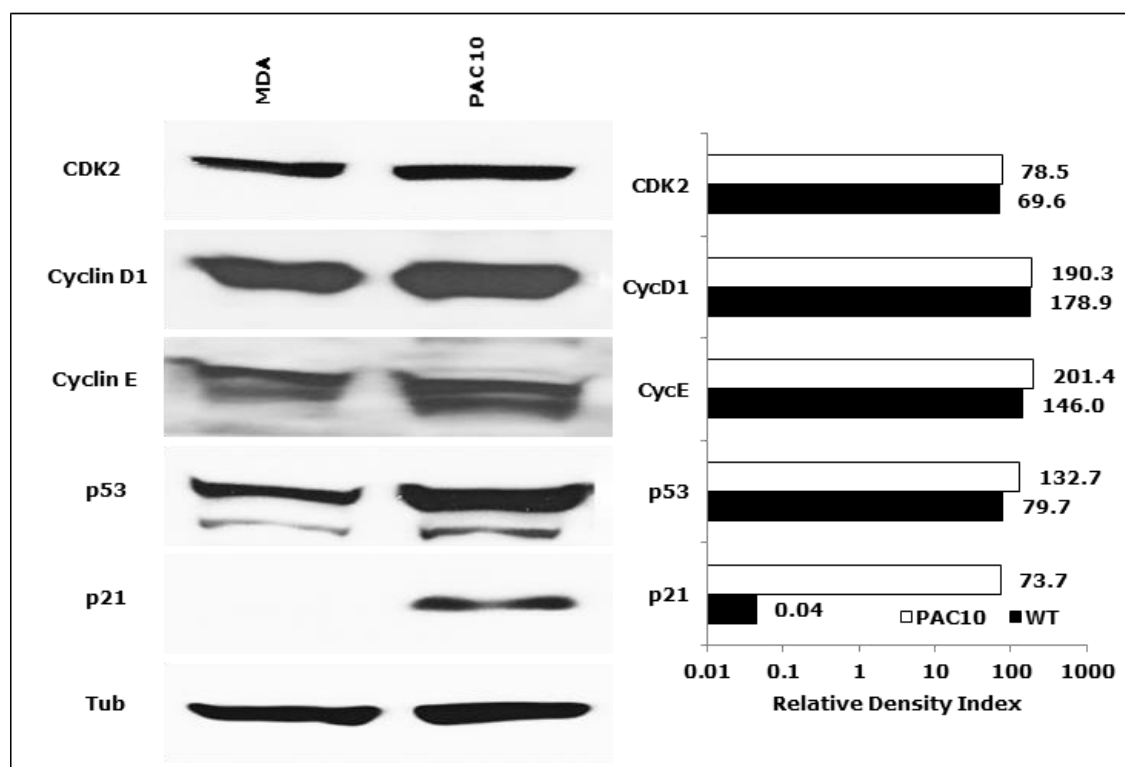 MDA
PAC10
CDK2
Cyclin D1
Cyclin E
p53
p21
Tub
CDK2
78.5
69.6
CycD1
190.3
178.9
CycE
201.4
146.0
p53
132.7
79.7
p21
73.7
0.04
PAC10 WT
0.01 0.1 1 10 100 1000
Relative Density Index